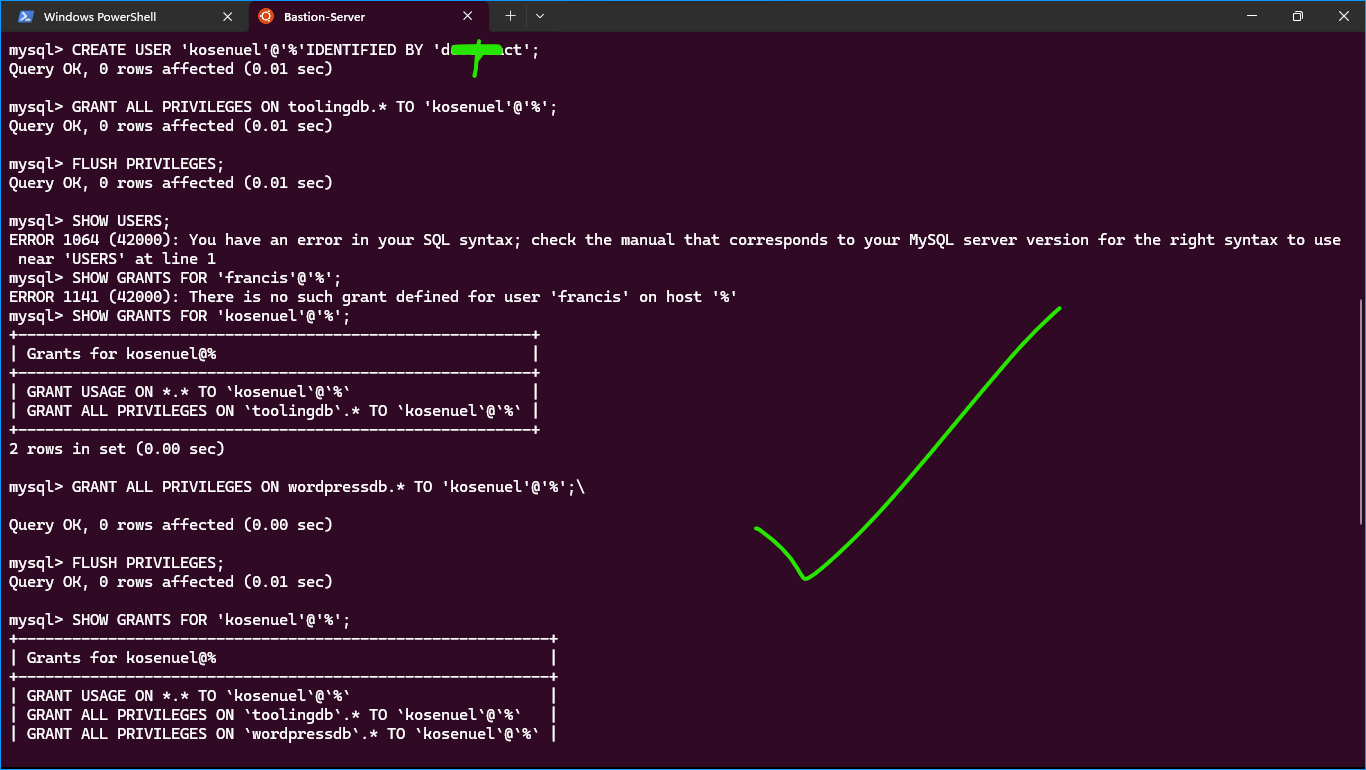 Windows PowerShell
Bastion-Server
mysql> CREATE USER 'kosenuel'@'%'IDENTIFIED BY 'd ct';
Query OK, 0 rows affected (0.01 sec)
mysql> GRANT ALL PRIVILEGES ON toolingdb.* TO 'kosenuel'@'%';
Query OK, 0 rows affected (0.01 sec)
mysql> FLUSH PRIVILEGES;
Query OK, 0 rows affected (0.01 sec)
mysql> SHOW USERS;
ERROR 1064 (42000): You have an error in your SQL syntax; check the manual that corresponds to your MySQL server version for the right syntax to use
near 'USERS' at line 1
mysql> SHOW GRANTS FOR 'francis'@'%';
ERROR 1141 (42000): There is no such grant defined for user 'francis' on host '%'
mysql> SHOW GRANTS FOR 'kosenuel'@'%';
+---------------------------------------------------------+
| Grants for kosenuel@%                                   |
+---------------------------------------------------------+
| GRANT USAGE ON *.* TO `kosenuel`@`%`                    |
| GRANT ALL PRIVILEGES ON `toolingdb`.* TO `kosenuel`@`%` |
+---------------------------------------------------------+
2 rows in set (0.00 sec)
mysql> GRANT ALL PRIVILEGES ON wordpressdb.* TO 'kosenuel'@'%';\
Query OK, 0 rows affected (0.00 sec)
mysql> FLUSH PRIVILEGES;
Query OK, 0 rows affected (0.01 sec)
mysql> SHOW GRANTS FOR 'kosenuel'@'%';
+-----------------------------------------------------------+
| Grants for kosenuel@%                                     |
+-----------------------------------------------------------+
| GRANT USAGE ON *.* TO `kosenuel`@`%`                      |
| GRANT ALL PRIVILEGES ON `toolingdb`.* TO `kosenuel`@`%`   |
| GRANT ALL PRIVILEGES ON `wordpressdb`.* TO `kosenuel`@`%` |